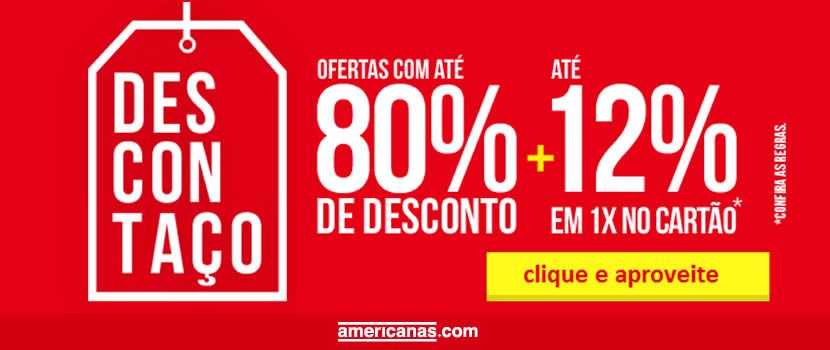 DES
CON
TAÇO
OFERTAS COM ATÉ
80%
DE DESCONTO
+
ATÉ
12%
EM 1X NO CARTÃO*
*CONFIRA AS REGRAS.
clique e aproveite
americanas.com